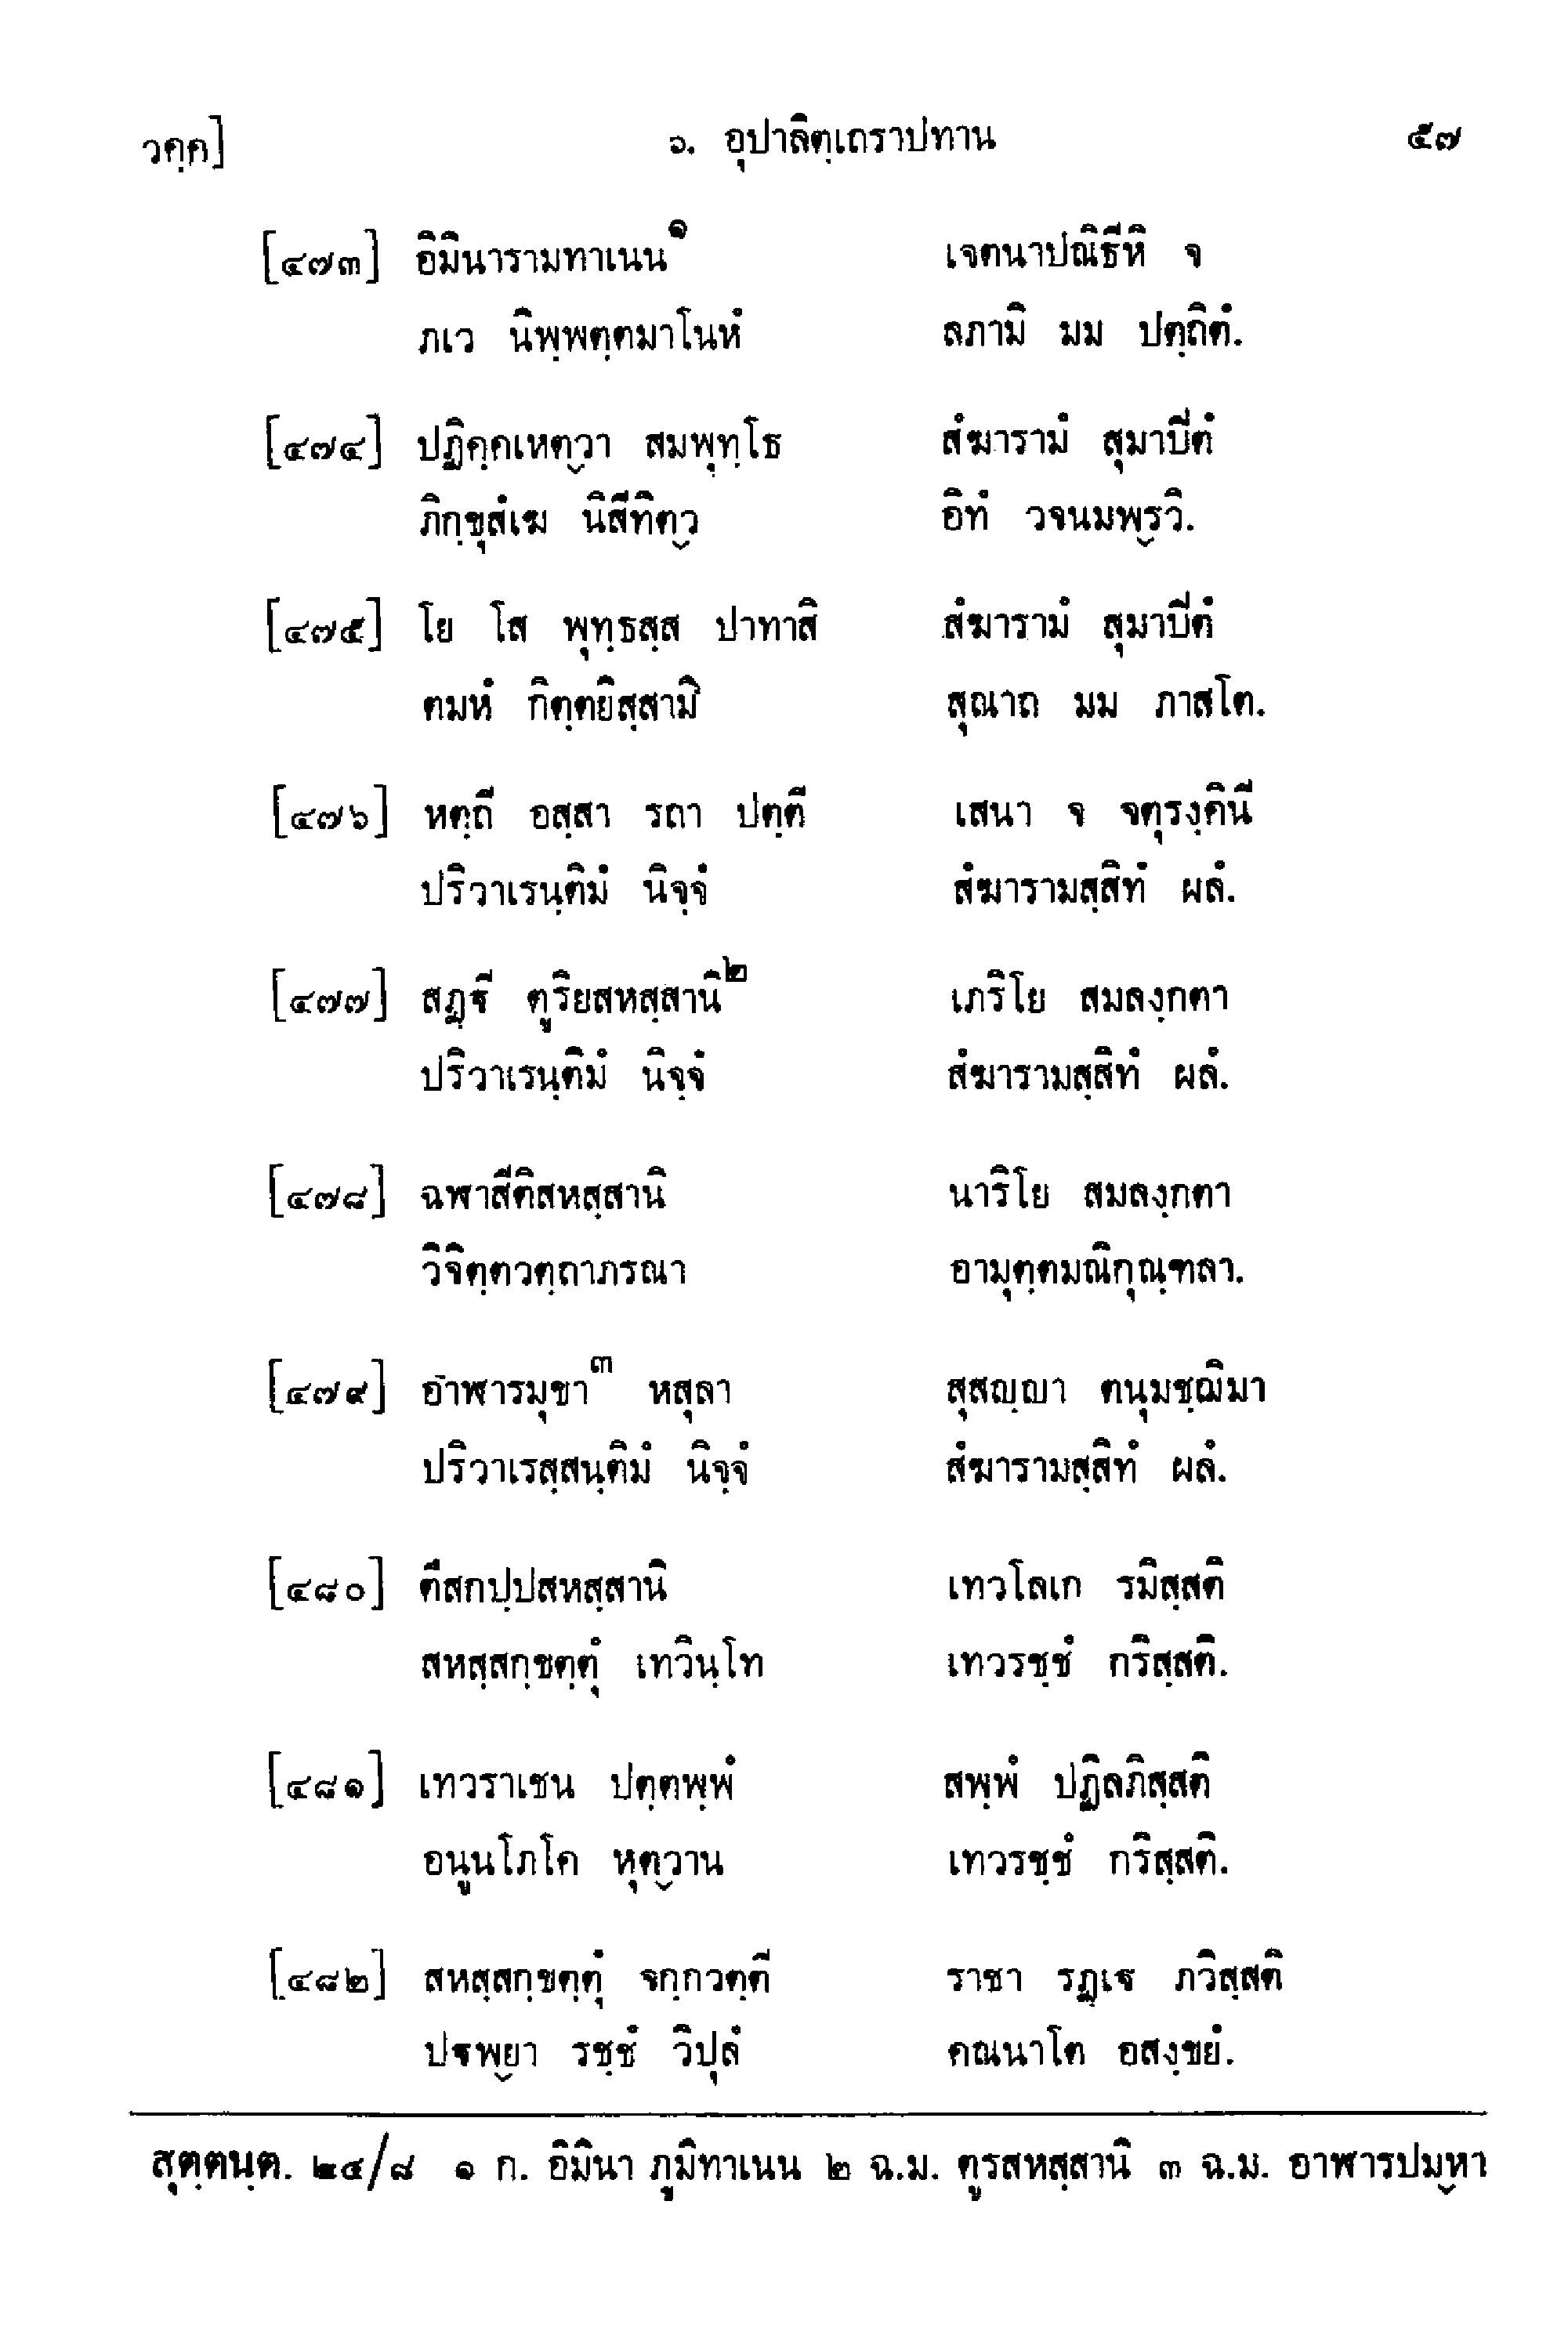 วคฺค] ๖. อุปาลิตฺเถราปทาน ๕๗
[๔๗๓] อิมินารามทาเนน๑ เจตนาปณิธีหิ จ
ภเว นิพฺพตฺตมาโนหํ ลภามิ มม ปตฺถิตํ.
[๔๗๔] ปฏิคฺคเหตฺวา สมพุทฺโธ สํฆารามํ สุมาปิตํ
ภิกฺขุสํเฆ นิสีทิตฺว อิทํ วจนมพฺรวิ.
[๔๗๕] โย โส พุทฺธสฺส ปาทาสิ สํฆารามํ สุมาปิตํ
ตมหํ กิตฺตยิสฺสามิ สุณาถ มม ภาสโต.
[๔๗๖] หตฺถี อสฺสา รถา ปตฺตี เสนา จ จตุรงฺคินี
ปริวาเรนฺติมํ นิจฺจํ สํฆารามสฺสิทํ ผลํ.
[๔๗๗] สฏฺฐี ตูริยสหสฺสานิ๒ เภริโย สมลงฺกตา
ปริวาเรนฺติมํ นิจฺจํ สํฆารามสฺสิทํ ผลํ.
[๔๗๘] ฉฬาสีติสหสฺสานิ นาริโย สมลงฺกตา
วิจิตฺตวตฺถาภรณา อามุตฺตมณิกุณฺฑลา.
[๔๗๙] อาฬารมุขา๓ หสุลา สุสญฺญา ตนุมชฺฌิมา
ปริวาเรสฺสนฺติมํ นิจฺจํ สํฆารามสฺสิทํ ผลํ.
[๔๘๐] ตึสกปฺปสหสฺสานิ เทวโลเก รมิสฺสติ
สหสฺสกฺขตฺตุํ เทวินฺโท เทวรชฺชํ กริสฺสติ.
[๔๘๑] เทวราเชน ปตฺตพฺพํ สพฺพํ ปฏิลภิสฺสติ
อนูนโภโค หุตฺวาน เทวรชฺชํ กริสฺสติ.
[๔๘๒] สหสฺสกฺขตฺตุํ จกฺกวตฺตี ราชา รฏฺเฐ ภวิสฺสติ
ปฐพฺยา รชฺชํ วิปุลํ คณนาโต อสงฺขยํ.
สุตฺตนฺต. ๒๕/๘ ๑ ก. อิมินา ภูมิทาเนน ๒ ฉ.ม. ตูรสหสฺสานิ ๓ ฉ.ม. อาฬารปมฺหา